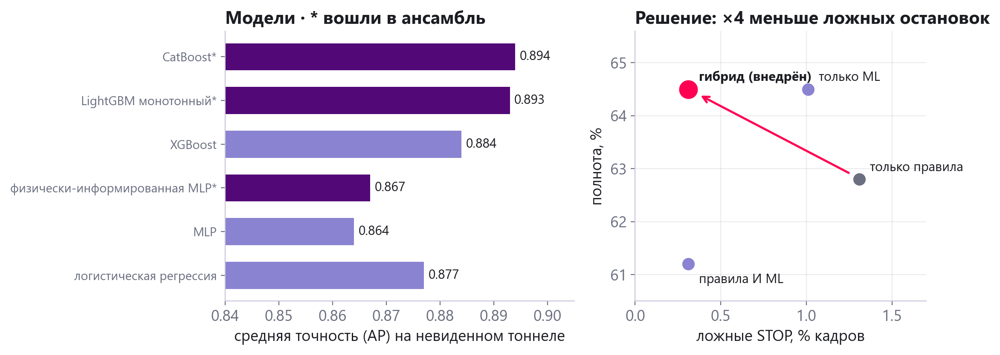 Модели · * вошли в ансамбль
CatBoost* 0.894
LightGBM монотонный* 0.893
XGBoost 0.884
физически-информированная MLP* 0.867
MLP 0.864
логистическая регрессия 0.877
0.84 0.85 0.86 0.87 0.88 0.89 0.90
средняя точность (AP) на невиденном тоннеле
Решение: ×4 меньше ложных остановок
полнота, %
65
64
63
62
61
гибрид (внедрён) только ML
только правила
правила И ML
0.0 0.5 1.0 1.5
ложные STOP, % кадров